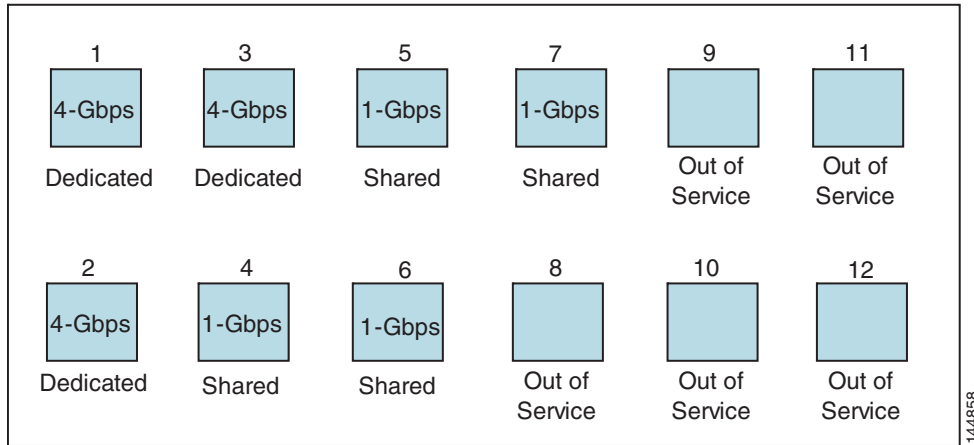 1 3 5 7 9 11
4-Gbps 4-Gbps 1-Gbps 1-Gbps
Dedicated Dedicated Shared Shared Out of Service Out of Service
2 4 6 8 10 12
4-Gbps 1-Gbps 1-Gbps
Dedicated Shared Shared Out of Service Out of Service Out of Service
144858